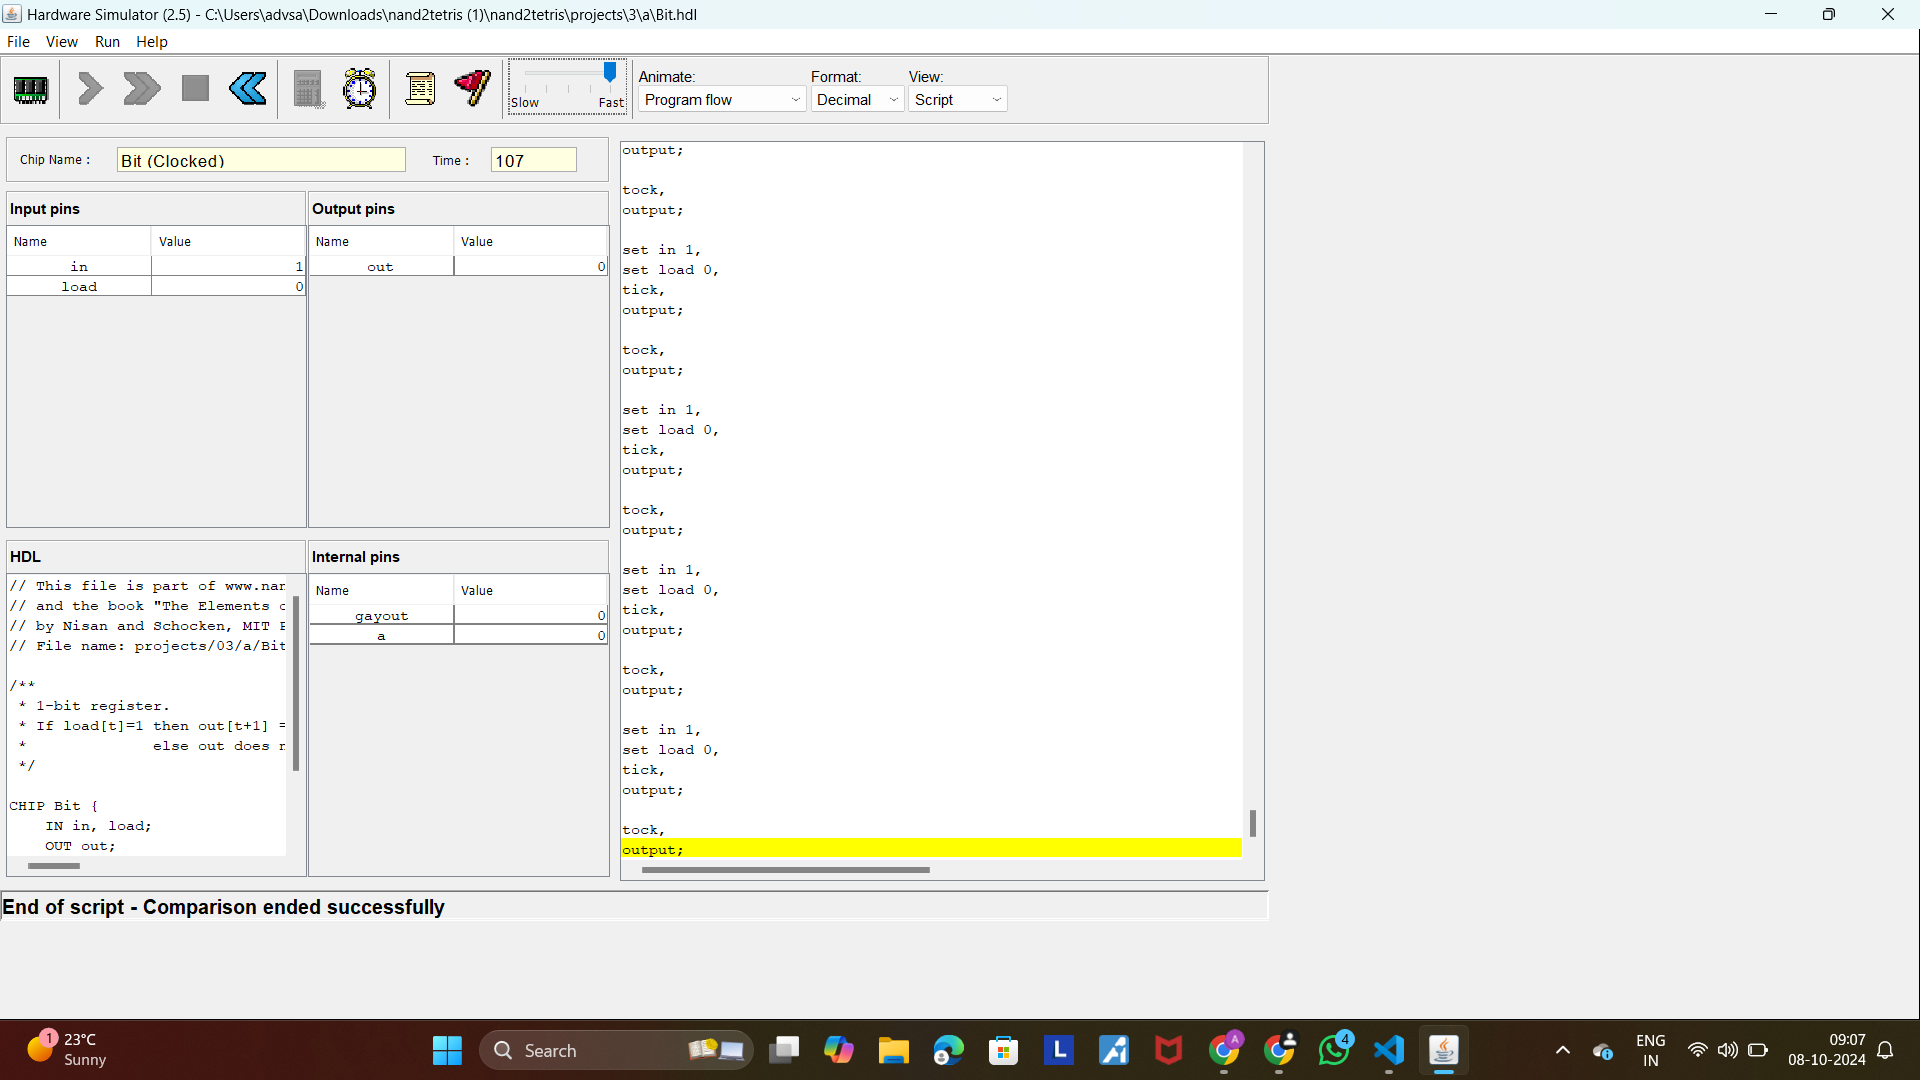 Hardware Simulator (2.5) - C:\Users\advsa\Downloads\nand2tetris (1)\nand2tetris\projects\3\a\Bit.hdl
File View Run Help
Slow Fast
Animate:
Program flow
Format:
Decimal
View:
Script
Chip Name :
Bit (Clocked)
Time :
107
Input pins
Name Value
in 1
load 0
Output pins
Name Value
out 0
HDL
// This file is part of www.nan
// and the book "The Elements o
// by Nisan and Schocken, MIT P
// File name: projects/03/a/Bit
/**
* 1-bit register.
* If load[t]=1 then out[t+1] =
* else out does n
*/
CHIP Bit {
IN in, load;
OUT out;
Internal pins
Name Value
gayout 0
a 0
output;
tock,
output;
set in 1,
set load 0,
tick,
output;
tock,
output;
set in 1,
set load 0,
tick,
output;
tock,
output;
set in 1,
set load 0,
tick,
output;
tock,
output;
set in 1,
set load 0,
tick,
output;
tock,
output;
End of script - Comparison ended successfully
1
23°C
Sunny
Search
L
A
4
ENG
IN
09:07
08-10-2024